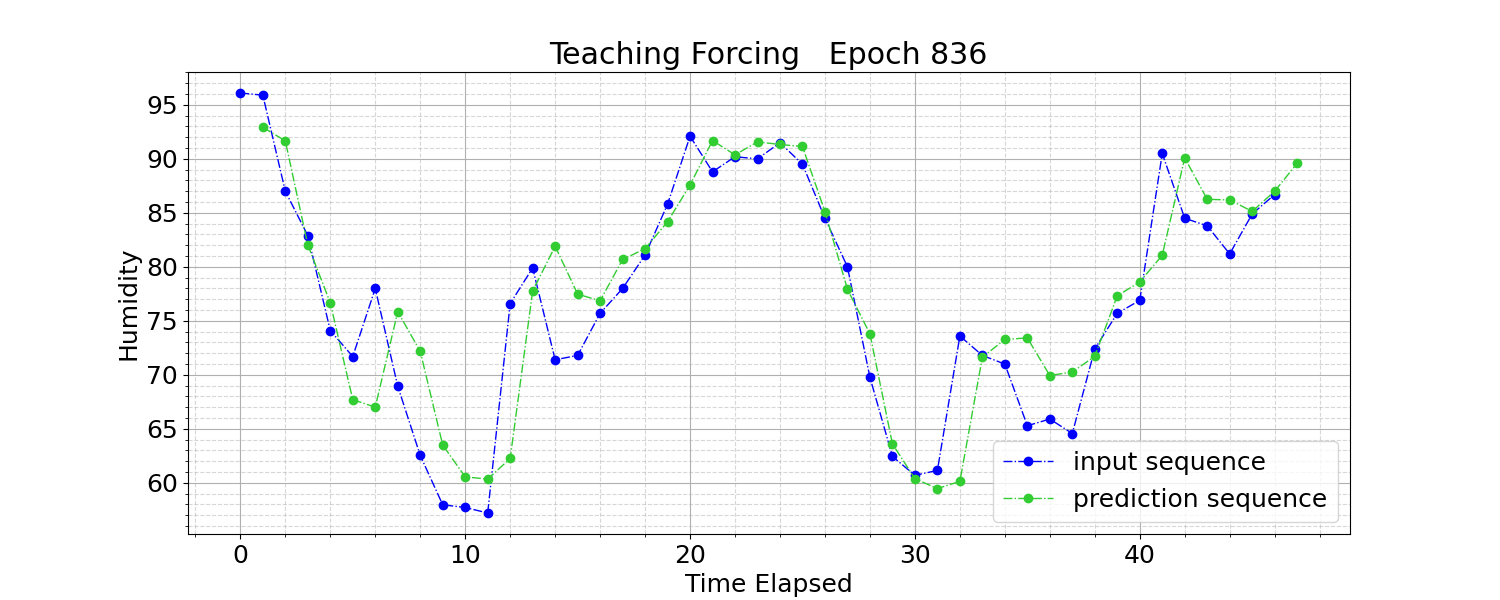 Teaching Forcing   Epoch 836
95
90
85
80
75
70
65
60
Humidity
input sequence
prediction sequence
0 10 20 30 40
Time Elapsed